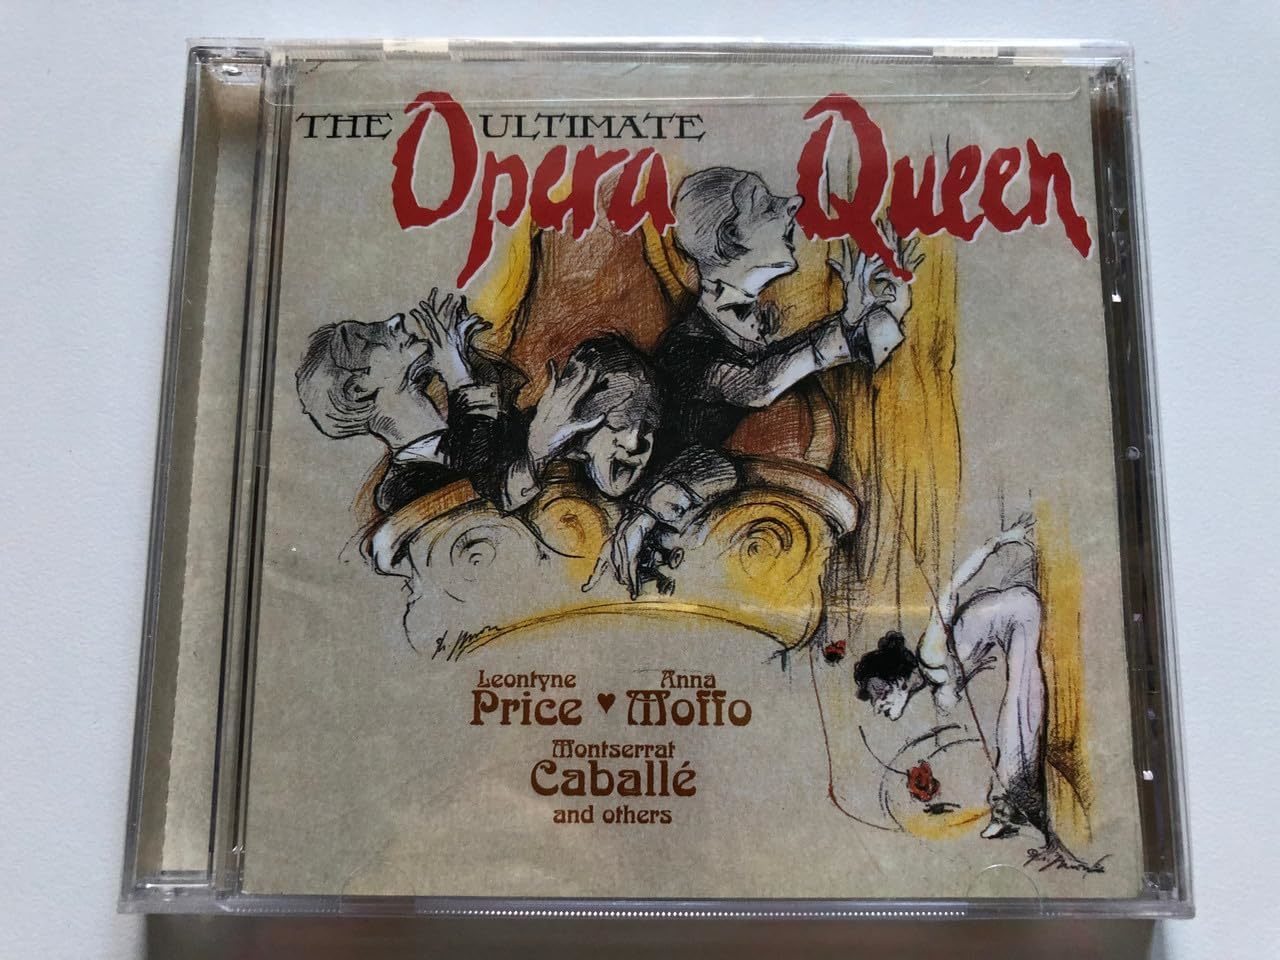 THE ULTIMATE
Opera Queen
Leontyne Anna
Price ♥ Moffo
Montserrat
Caballé
and others